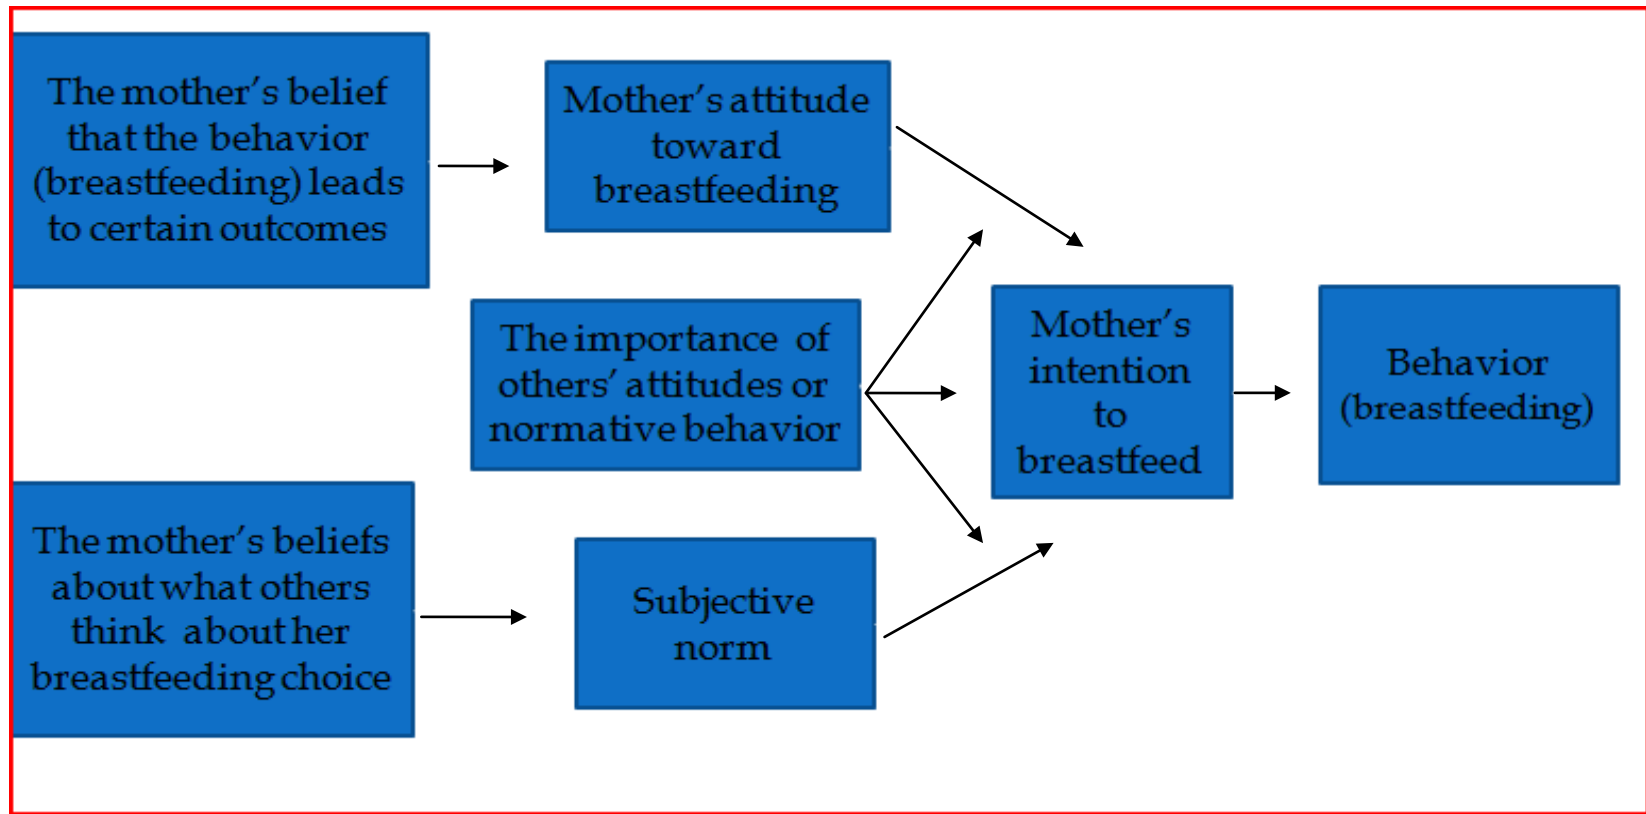 The mother’s belief
that the behavior
(breastfeeding) leads
to certain outcomes
Mother’s attitude
toward
breastfeeding
The importance of
others’ attitudes or
normative behavior
Mother’s
intention
to
breastfeed
Behavior
(breastfeeding)
The mother’s beliefs
about what others
think about her
breastfeeding choice
Subjective
norm